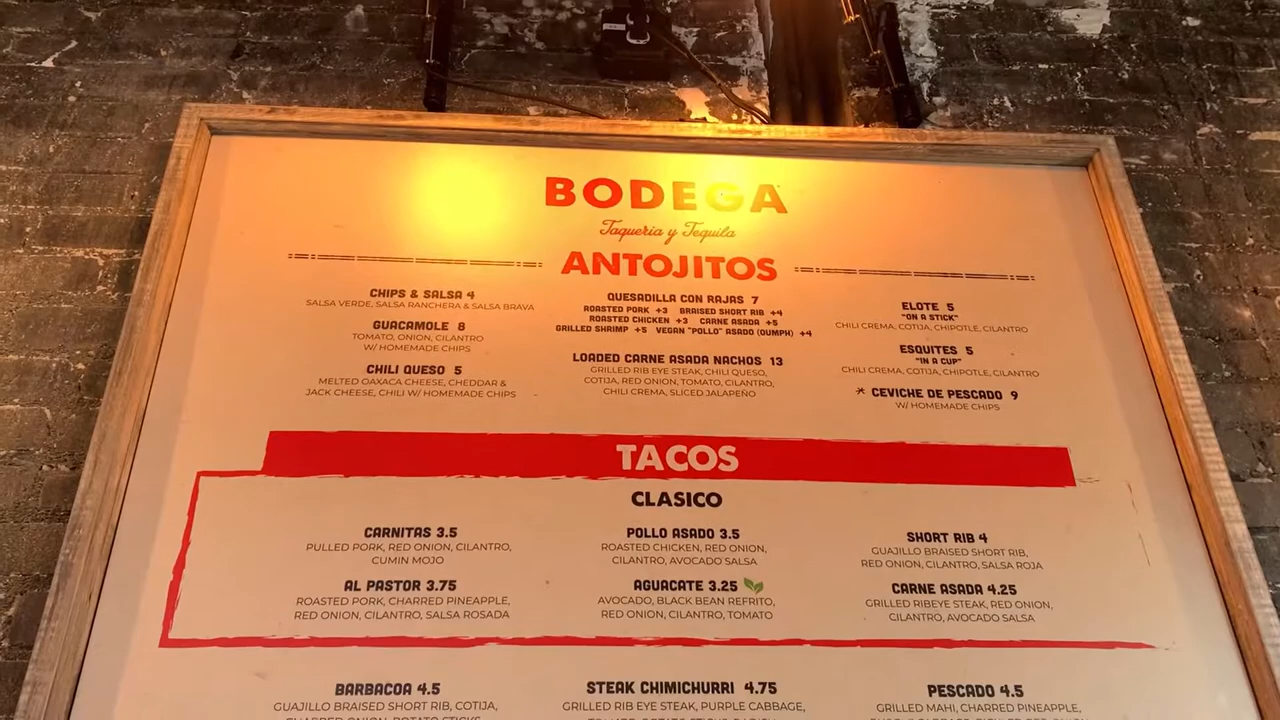 BODEGA
Taqueria y Tequila
ANTOJITOS
CHIPS & SALSA 4
SALSA VERDE, SALSA RANCHERA & SALSA BRAVA
GUACAMOLE 8
TOMATO, ONION, CILANTRO
W/ HOMEMADE CHIPS
CHILI QUESO 5
MELTED OAXACA CHEESE, CHEDDAR &
JACK CHEESE, CHILI W/ HOMEMADE CHIPS
QUESADILLA CON RAJAS 7
ROASTED PORK +3 BRAISED SHORT RIB +4
ROASTED CHICKEN +3 CARNE ASADA +5
GRILLED SHRIMP +5 VEGAN "POLLO" ASADO (OUMPH) +4
LOADED CARNE ASADA NACHOS 13
GRILLED RIB EYE STEAK, CHILI QUESO,
COTIJA, RED ONION, TOMATO, CILANTRO,
CHILI CREMA, SLICED JALAPEÑO
ELOTE 5
"ON A STICK"
CHILI CREMA, COTIJA, CHIPOTLE, CILANTRO
ESQUITES 5
"IN A CUP"
CHILI CREMA, COTIJA, CHIPOTLE, CILANTRO
* CEVICHE DE PESCADO 9
W/ HOMEMADE CHIPS
TACOS
CLASICO
CARNITAS 3.5
PULLED PORK, RED ONION, CILANTRO,
CUMIN MOJO
AL PASTOR 3.75
ROASTED PORK, CHARRED PINEAPPLE,
RED ONION, CILANTRO, SALSA ROSADA
POLLO ASADO 3.5
ROASTED CHICKEN, RED ONION,
CILANTRO, AVOCADO SALSA
AGUACATE 3.25
AVOCADO, BLACK BEAN REFRITO,
RED ONION, CILANTRO, TOMATO
SHORT RIB 4
GUAJILLO BRAISED SHORT RIB,
RED ONION, CILANTRO, SALSA ROJA
CARNE ASADA 4.25
GRILLED RIBEYE STEAK, RED ONION,
CILANTRO, AVOCADO SALSA
BARBACOA 4.5
GUAJILLO BRAISED SHORT RIB, COTIJA,
STEAK CHIMICHURRI 4.75
GRILLED RIB EYE STEAK, PURPLE CABBAGE,
PESCADO 4.5
GRILLED MAHI, CHARRED PINEAPPLE,